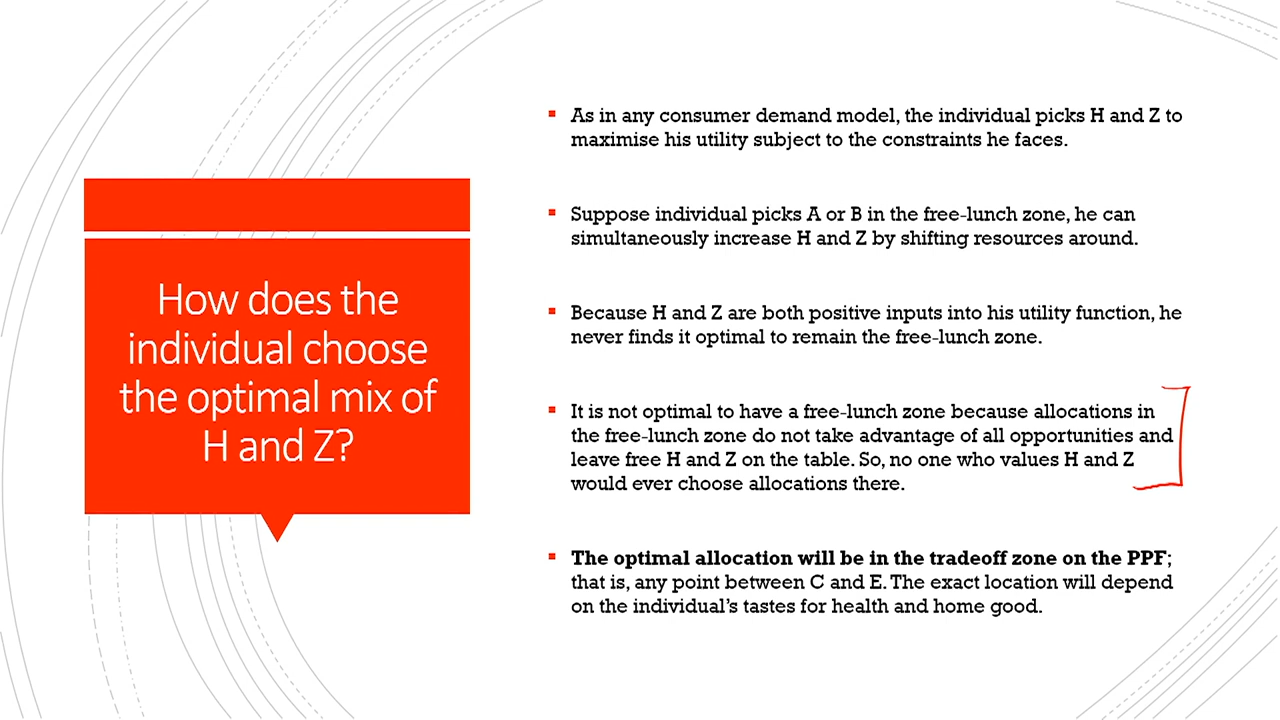 How does the
individual choose
the optimal mix of
H and Z?
As in any consumer demand model, the individual picks H and Z to
maximise his utility subject to the constraints he faces.
Suppose individual picks A or B in the free-lunch zone, he can
simultaneously increase H and Z by shifting resources around.
Because H and Z are both positive inputs into his utility function, he
never finds it optimal to remain the free-lunch zone.
It is not optimal to have a free-lunch zone because allocations in
the free-lunch zone do not take advantage of all opportunities and
leave free H and Z on the table. So, no one who values H and Z
would ever choose allocations there.
The optimal allocation will be in the tradeoff zone on the PPF;
that is, any point between C and E. The exact location will depend
on the individual's tastes for health and home good.